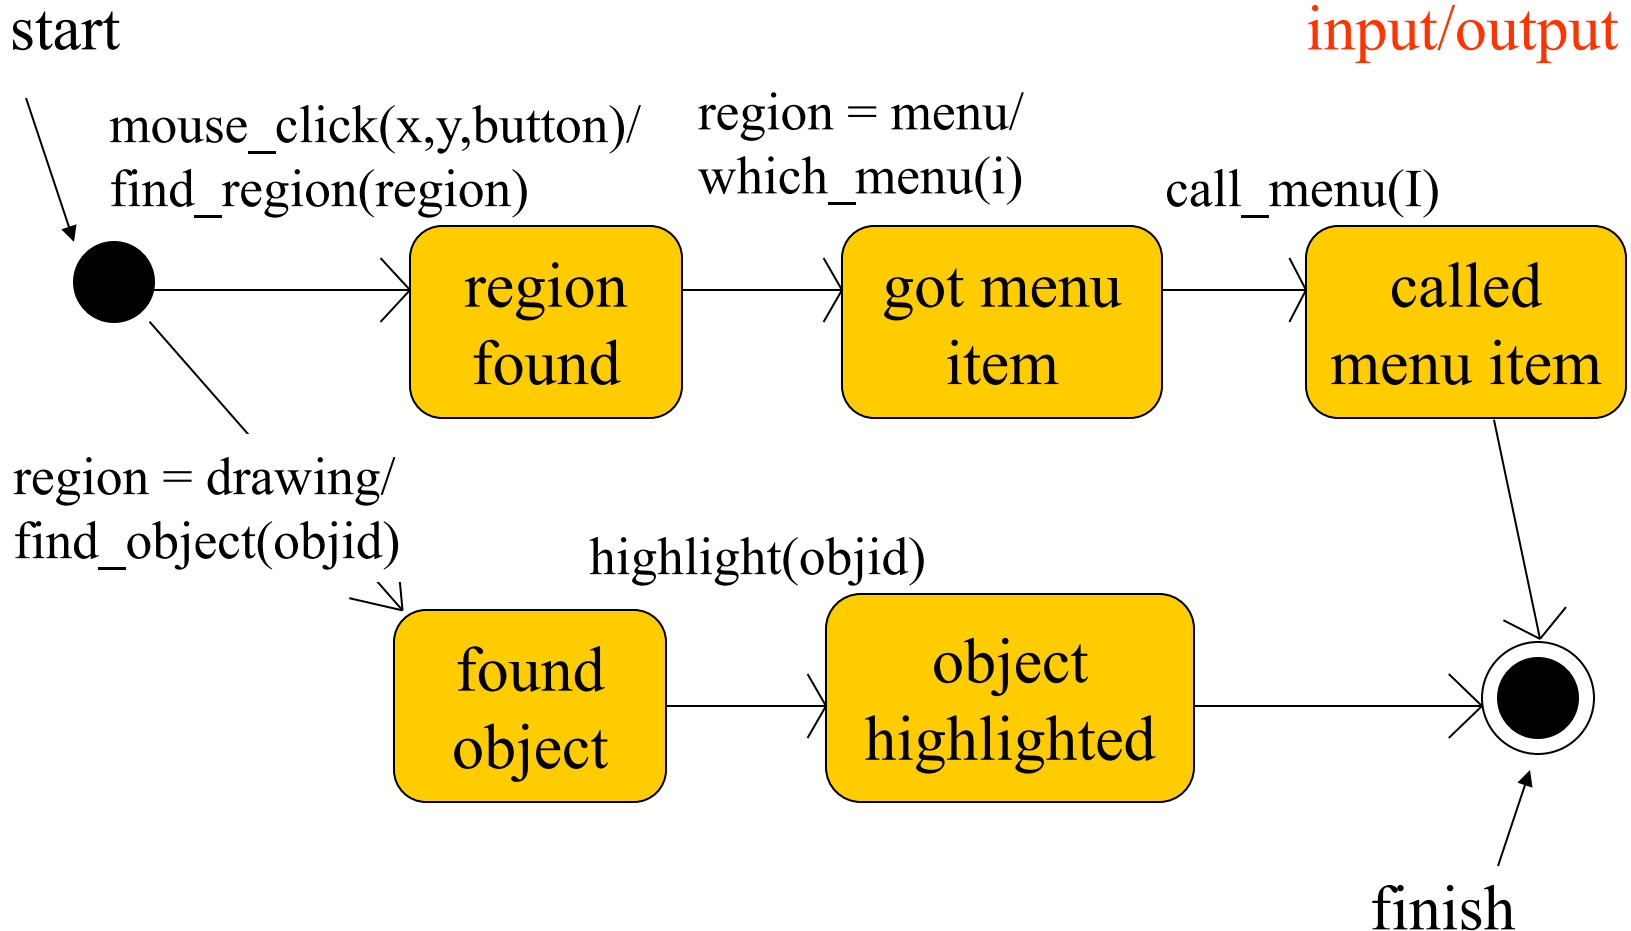 start
input/output
mouse_click(x,y,button)/
find_region(region)
region = menu/
which_menu(i)
call_menu(I)
region
found
got menu
item
called
menu item
region = drawing/
find_object(objid)
highlight(objid)
found
object
object
highlighted
finish